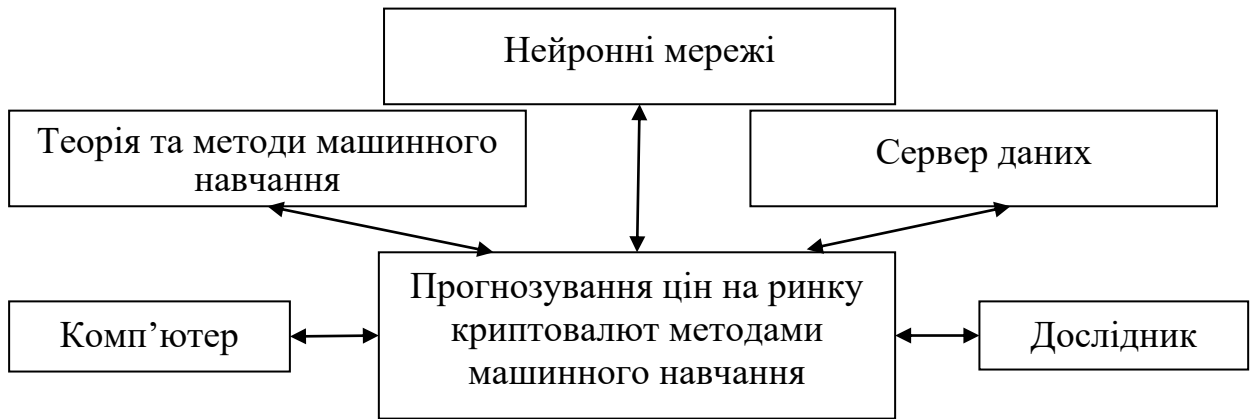 Нейронні мережі
Теорія та методи машинного
навчання
Сервер даних
Прогнозування цін на ринку
криптовалют методами
машинного навчання
Комп’ютер
Дослідник